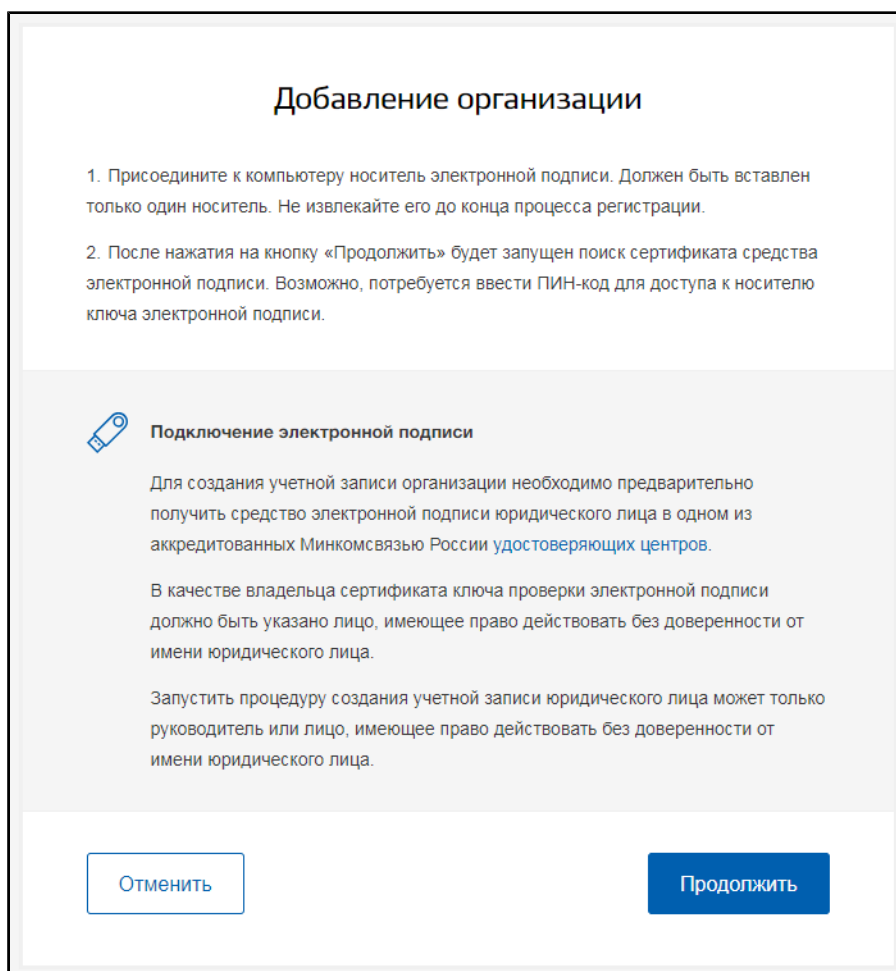 Добавление организации
1. Присоедините к компьютеру носитель электронной подписи. Должен быть вставлен
только один носитель. Не извлекайте его до конца процесса регистрации.
2. После нажатия на кнопку «Продолжить» будет запущен поиск сертификата средства
электронной подписи. Возможно, потребуется ввести ПИН-код для доступа к носителю
ключа электронной подписи.
Подключение электронной подписи
Для создания учетной записи организации необходимо предварительно
получить средство электронной подписи юридического лица в одном из
аккредитованных Минкомсвязью России удостоверяющих центров.
В качестве владельца сертификата ключа проверки электронной подписи
должно быть указано лицо, имеющее право действовать без доверенности от
имени юридического лица.
Запустить процедуру создания учетной записи юридического лица может только
руководитель или лицо, имеющее право действовать без доверенности от
имени юридического лица.
Отменить
Продолжить